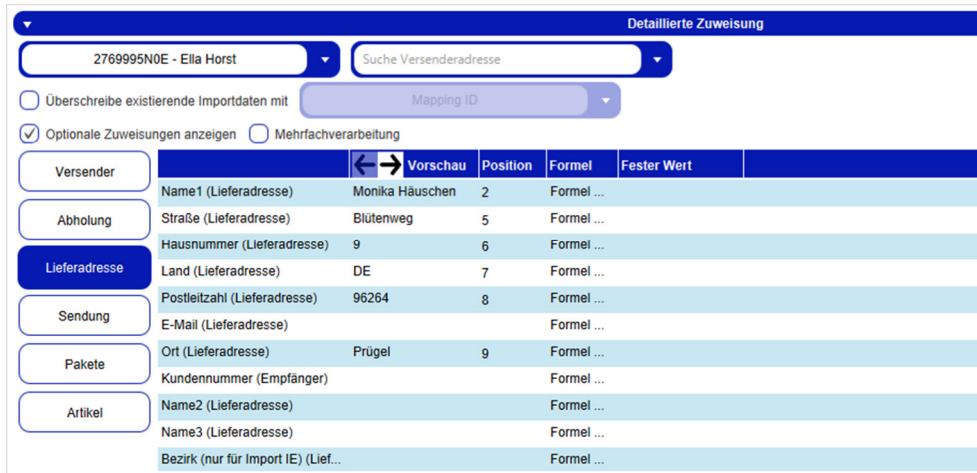 Detaillierte Zuweisung
2769995N0E - Ella Horst Suche Versenderadresse
Überschreibe existierende Importdaten mit Mapping ID
Optionale Zuweisungen anzeigen Mehrfachverarbeitung
Versender
Abholung
Lieferadresse
Sendung
Pakete
Artikel
Vorschau Position Formel Fester Wert
Name1 (Lieferadresse) Monika Häuschen 2 Formel ...
Straße (Lieferadresse) Blütenweg 5 Formel ...
Hausnummer (Lieferadresse) 9 6 Formel ...
Land (Lieferadresse) DE 7 Formel ...
Postleitzahl (Lieferadresse) 96264 8 Formel ...
E-Mail (Lieferadresse) Formel ...
Ort (Lieferadresse) Prügel 9 Formel ...
Kundennummer (Empfänger) Formel ...
Name2 (Lieferadresse) Formel ...
Name3 (Lieferadresse) Formel ...
Bezirk (nur für Import IE) (Lief... Formel ...